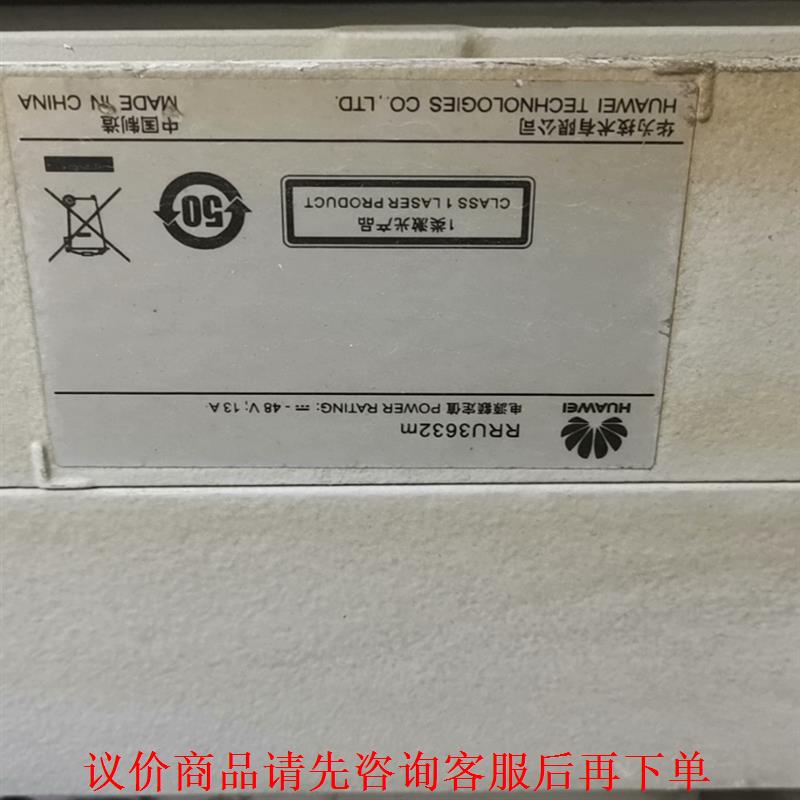 HUAWEI
RRU3632m
电源额定值 POWER RATING: ⎓ - 48 V; 13 A
1类激光产品
CLASS 1 LASER PRODUCT
50
华为技术有限公司
HUAWEI TECHNOLOGIES CO., LTD.
中国制造
MADE IN CHINA
议价商品请先咨询客服后再下单